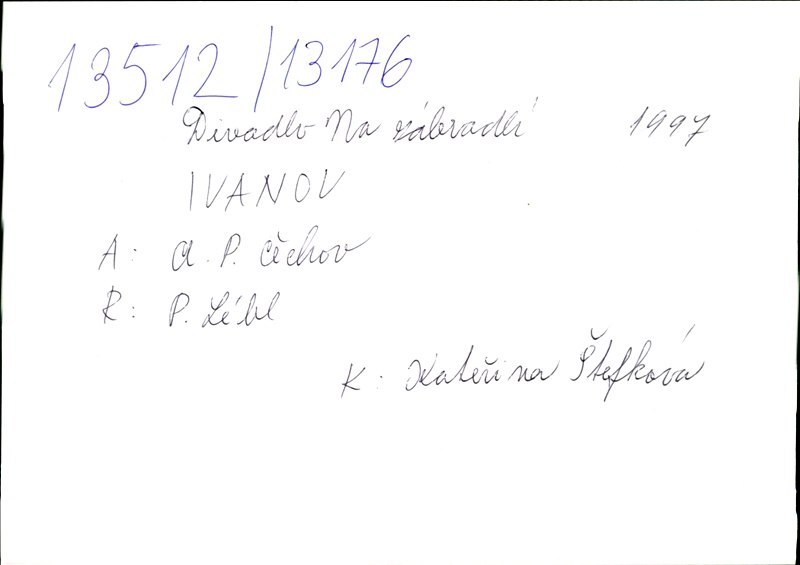 13512/13176
Divadlo Na zábradlí 1997
IVANOV
A: A. P. Čechov
R: P. Lébl
K: Kateřina Štefková